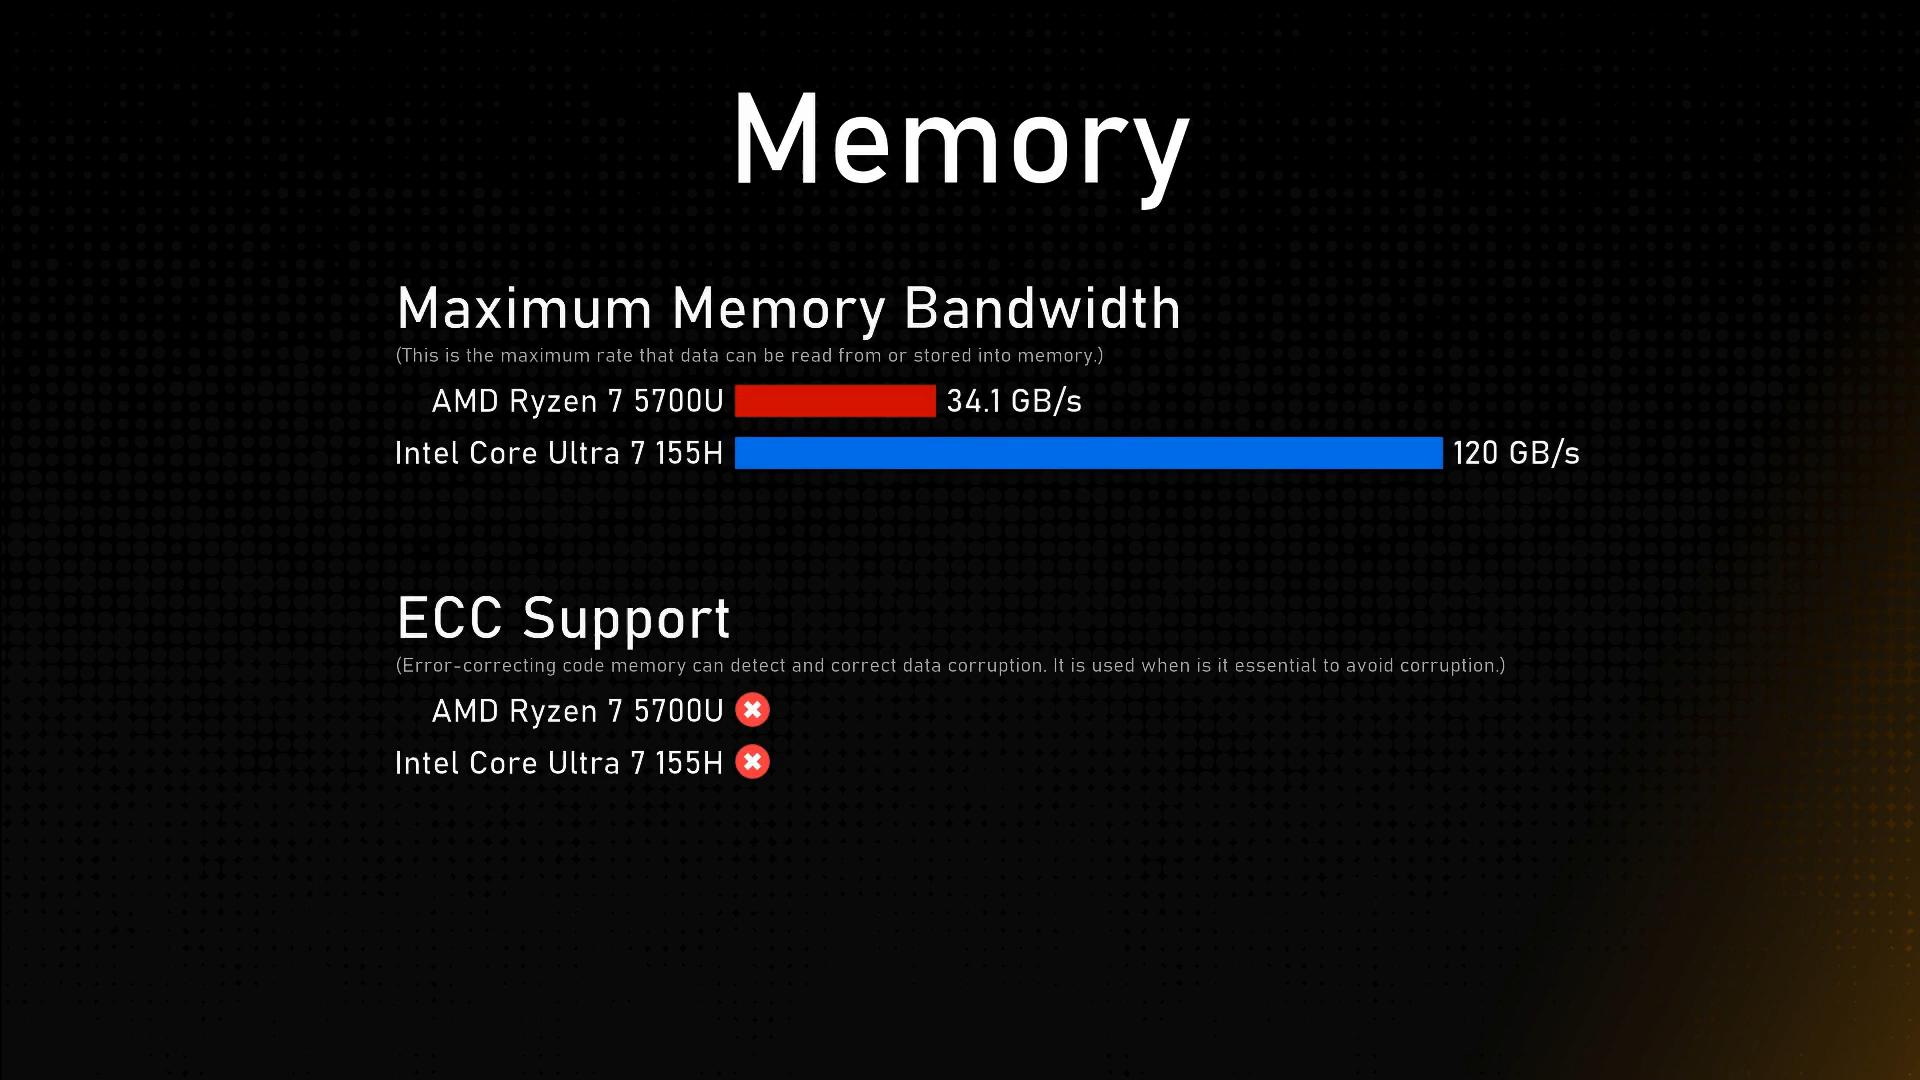 Memory
Maximum Memory Bandwidth
(This is the maximum rate that data can be read from or stored into memory.)
AMD Ryzen 7 5700U 34.1 GB/s
Intel Core Ultra 7 155H 120 GB/s
ECC Support
(Error-correcting code memory can detect and correct data corruption. It is used when is it essential to avoid corruption.)
AMD Ryzen 7 5700U
Intel Core Ultra 7 155H